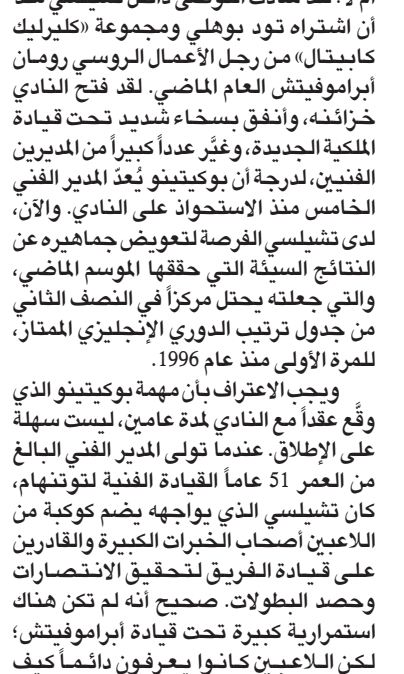 أن اشتراه تود بوهلي ومجموعة «كليرليك
كابيتال» من رجل الأعمال الروسي رومان
أبراموفيتش العام الماضي. لقد فتح النادي
خزائنه، وأنفق بسخاء شديد تحت قيادة
الملكية الجديدة، وغيَّر عدداً كبيراً من المديرين
الفنيين، لدرجة أن بوكيتينو يُعدّ المدير الفني
الخامس منذ الاستحواذ على النادي. والآن،
لدى تشيلسي الفرصة لتعويض جماهيره عن
النتائج السيئة التي حققها الموسم الماضي،
والتي جعلته يحتل مركزاً في النصف الثاني
من جدول ترتيب الدوري الإنجليزي الممتاز،
للمرة الأولى منذ عام 1996.
ويجب الاعتراف بأن مهمة بوكيتينو الذي
وقَّع عقداً مع النادي لمدة عامين، ليست سهلة
على الإطلاق. عندما تولى المدير الفني البالغ
من العمر 51 عاماً القيادة الفنية لتوتنهام،
كان تشيلسي الذي يواجهه يضم كوكبة من
اللاعبين أصحاب الخبرات الكبيرة والقادرين
على قيادة الفريق لتحقيق الانتصارات
وحصد البطولات. صحيح أنه لم تكن هناك
استمرارية كبيرة تحت قيادة أبراموفيتش؛
لكن اللاعبين كانوا يعرفون دائماً كيف